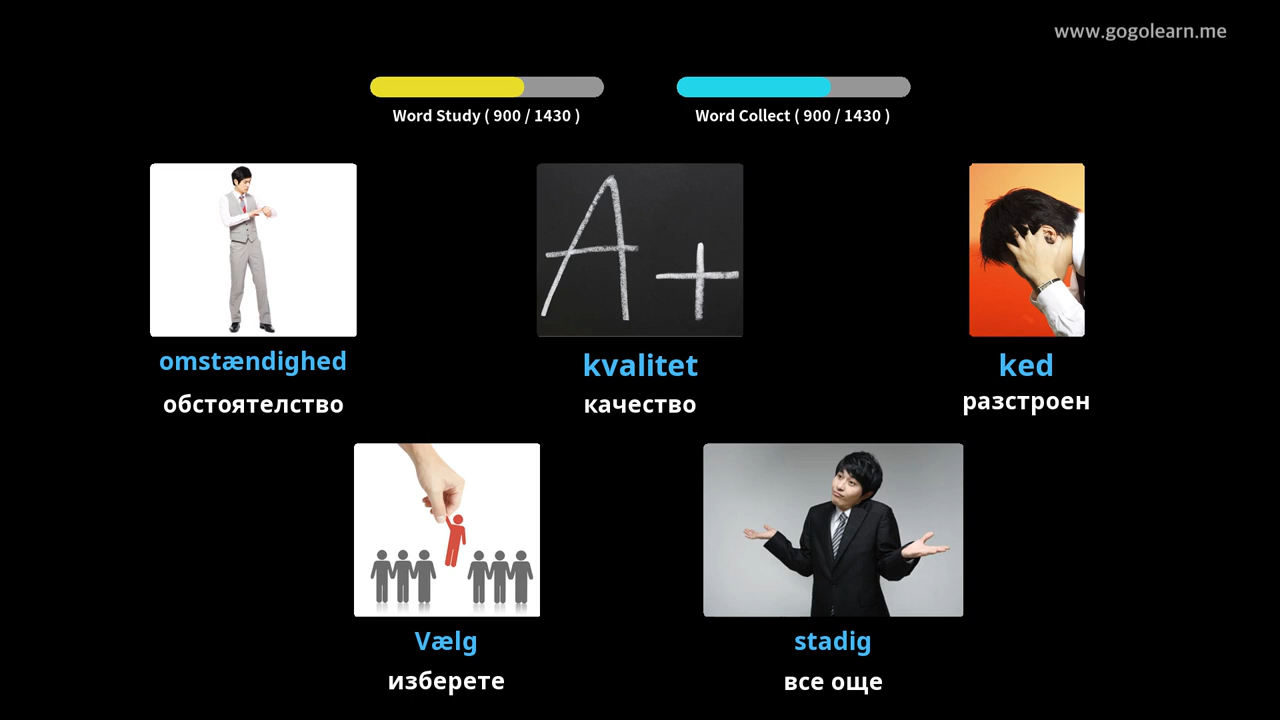 www.gogolearn.me
Word Study ( 900 / 1430 )
Word Collect ( 900 / 1430 )
A+
omstændighed
kvalitet
ked
обстоятелство
качество
разстроен
Vælg
stadig
изберете
все още